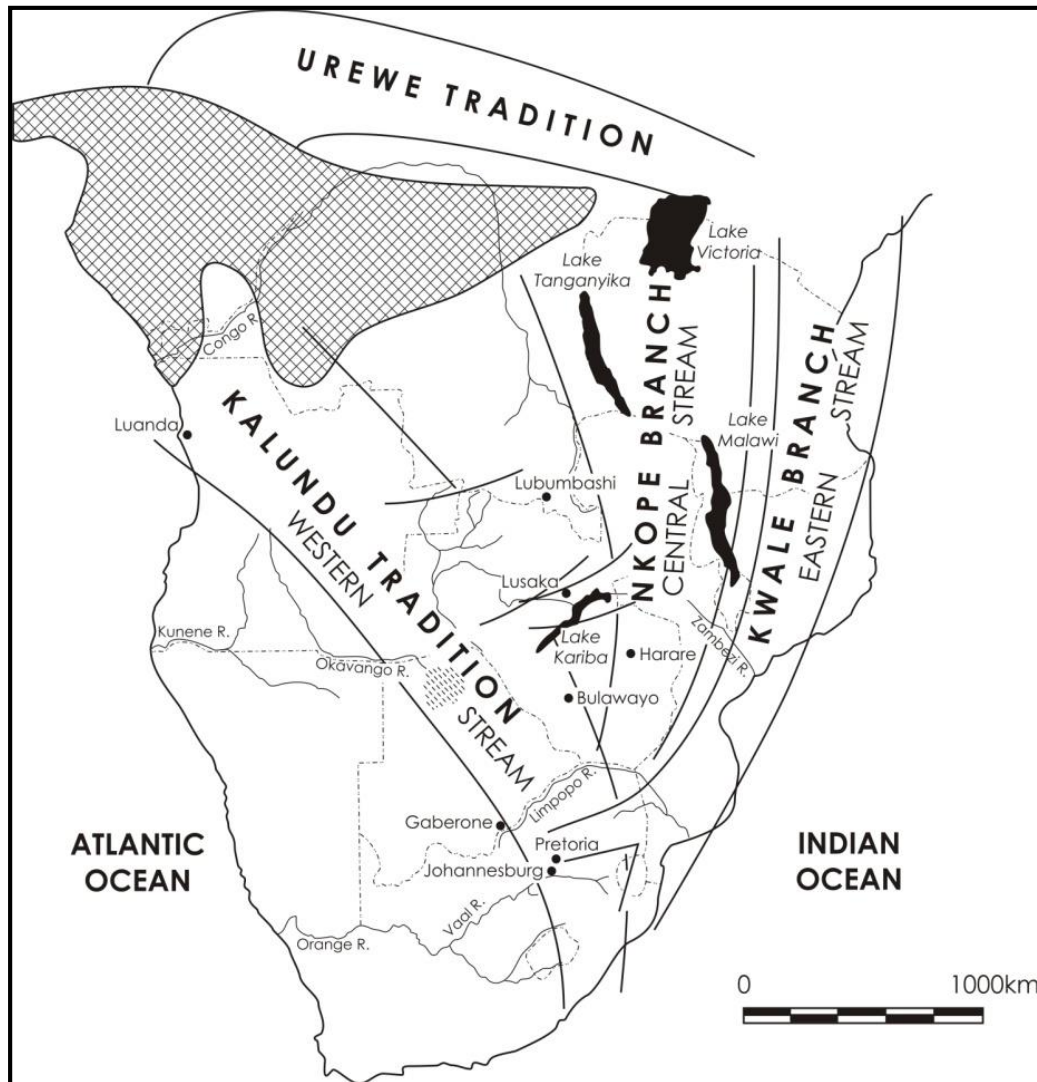 UREWE TRADITION
Lake
Victoria
Lake
Tanganyika
Congo R.
NKOPE BRANCH
CENTRAL STREAM
KWALE BRANCH
EASTERN STREAM
KALUNDU TRADITION
WESTERN STREAM
Luanda
Lake
Malawi
Lubumbashi
Lusaka
Kunene R.
Okavango R.
Lake
Kariba
Harare
Zambezi R.
Bulawayo
Limpopo R.
Gaberone
Pretoria
Johannesburg
Vaal R.
Orange R.
ATLANTIC
OCEAN
INDIAN
OCEAN
0 1000km